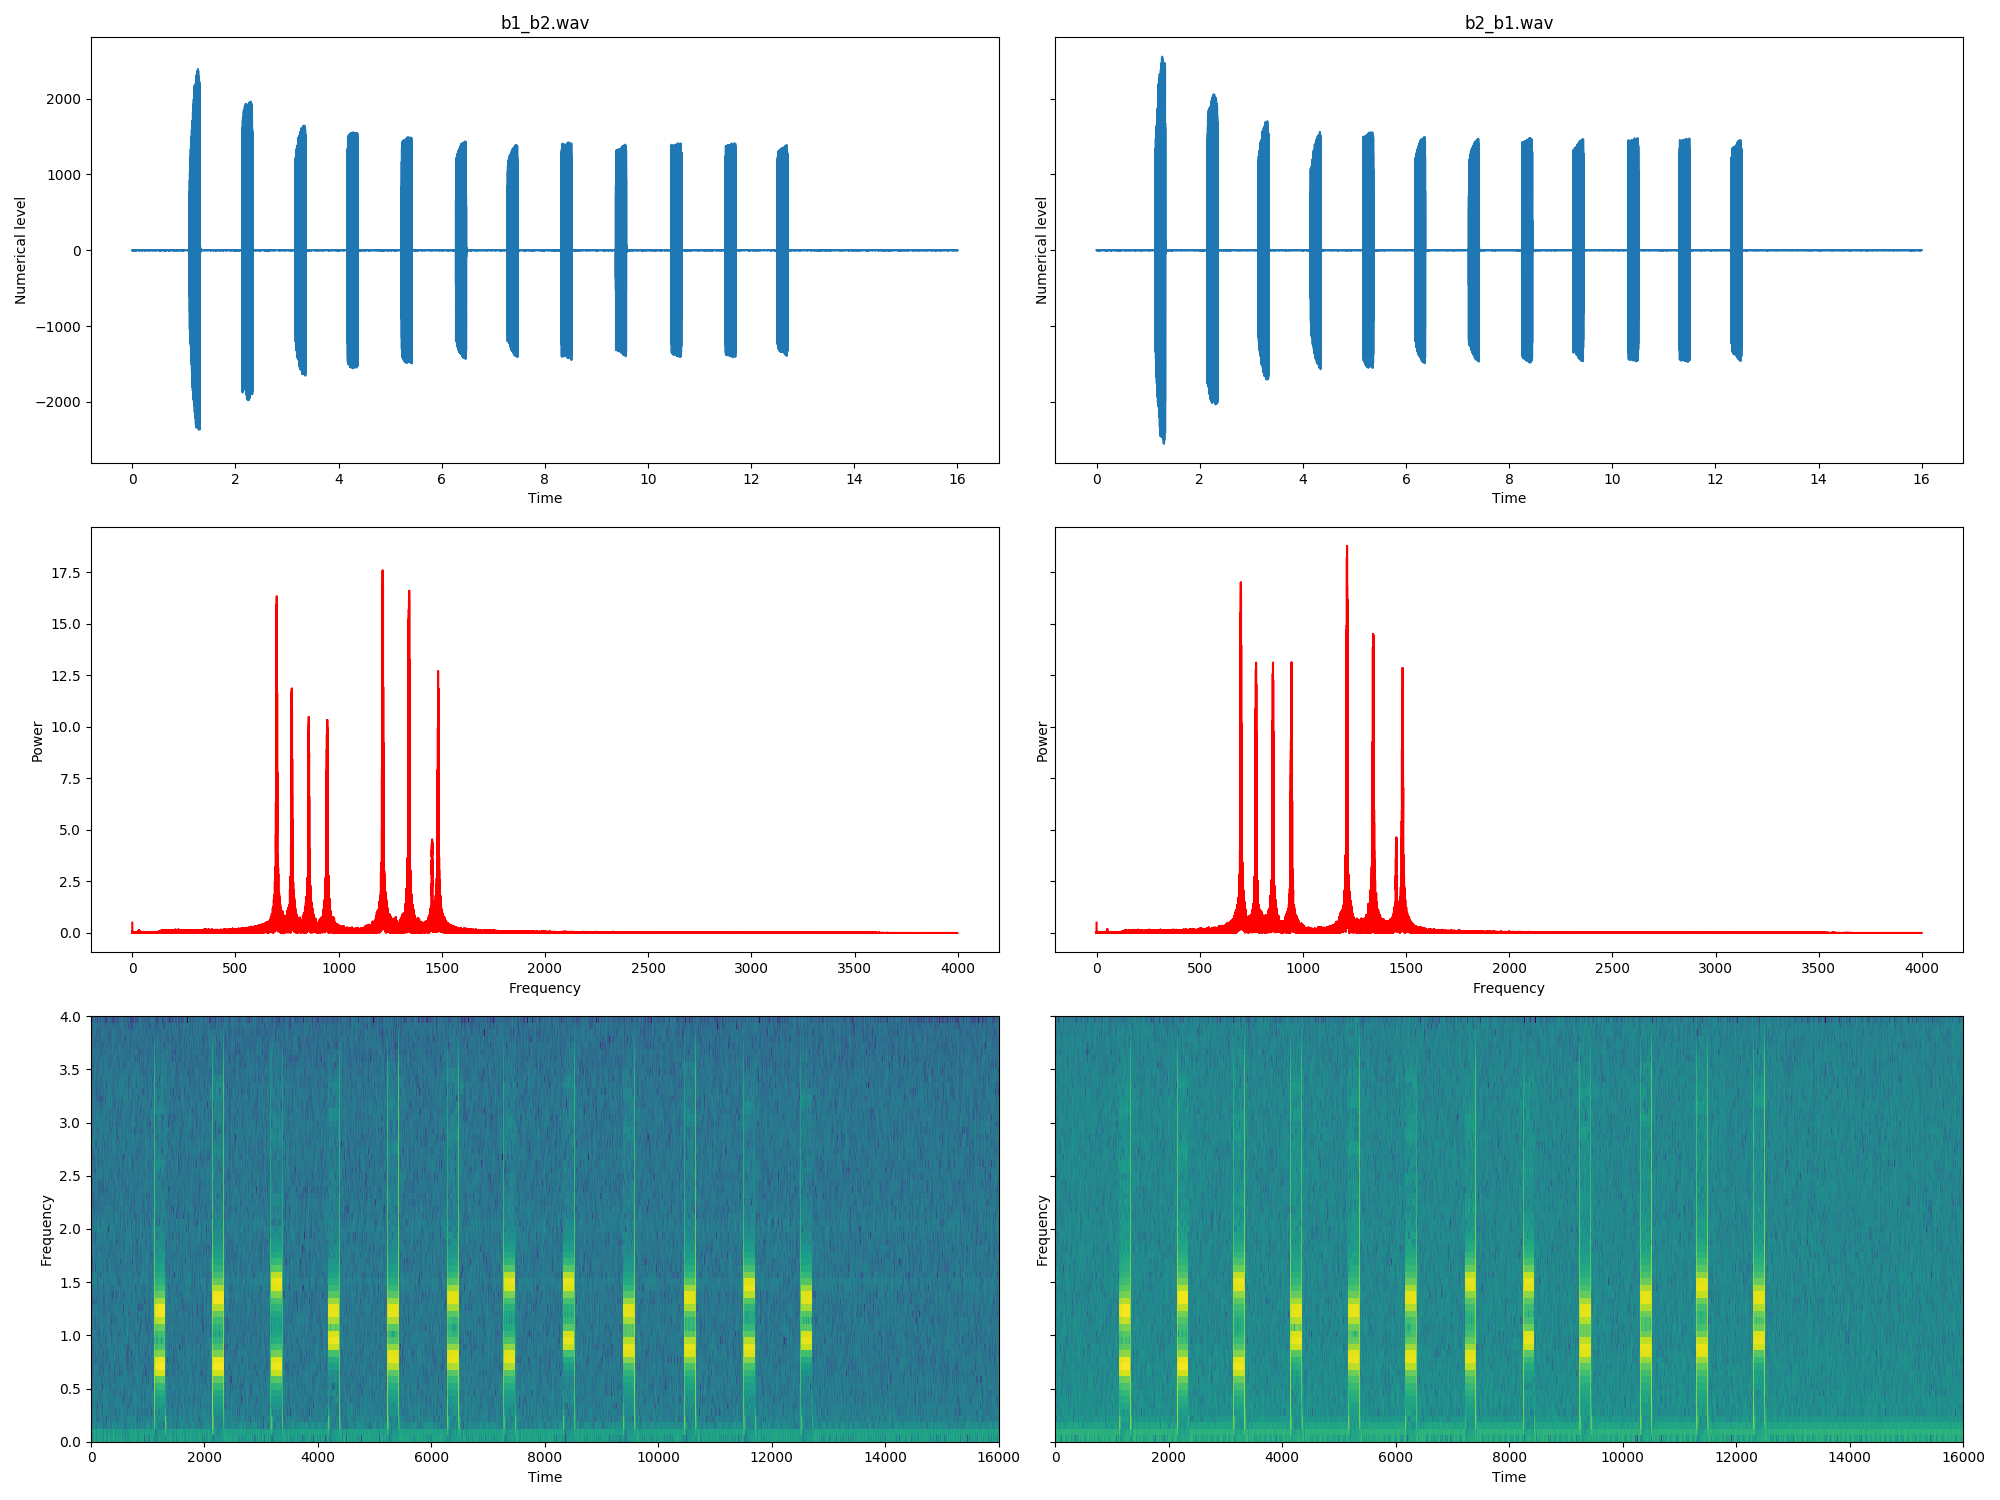 b1_b2.wav
b2_b1.wav
Numerical level
2000
1000
0
−1000
−2000
0 2 4 6 8 10 12 14 16
Time
Numerical level
0 2 4 6 8 10 12 14 16
Time
Power
17.5
15.0
12.5
10.0
7.5
5.0
2.5
0.0
0 500 1000 1500 2000 2500 3000 3500 4000
Frequency
Power
0 500 1000 1500 2000 2500 3000 3500 4000
Frequency
Frequency
4.0
3.5
3.0
2.5
2.0
1.5
1.0
0.5
0.0
0 2000 4000 6000 8000 10000 12000 14000 16000
Time
Frequency
0 2000 4000 6000 8000 10000 12000 14000 16000
Time